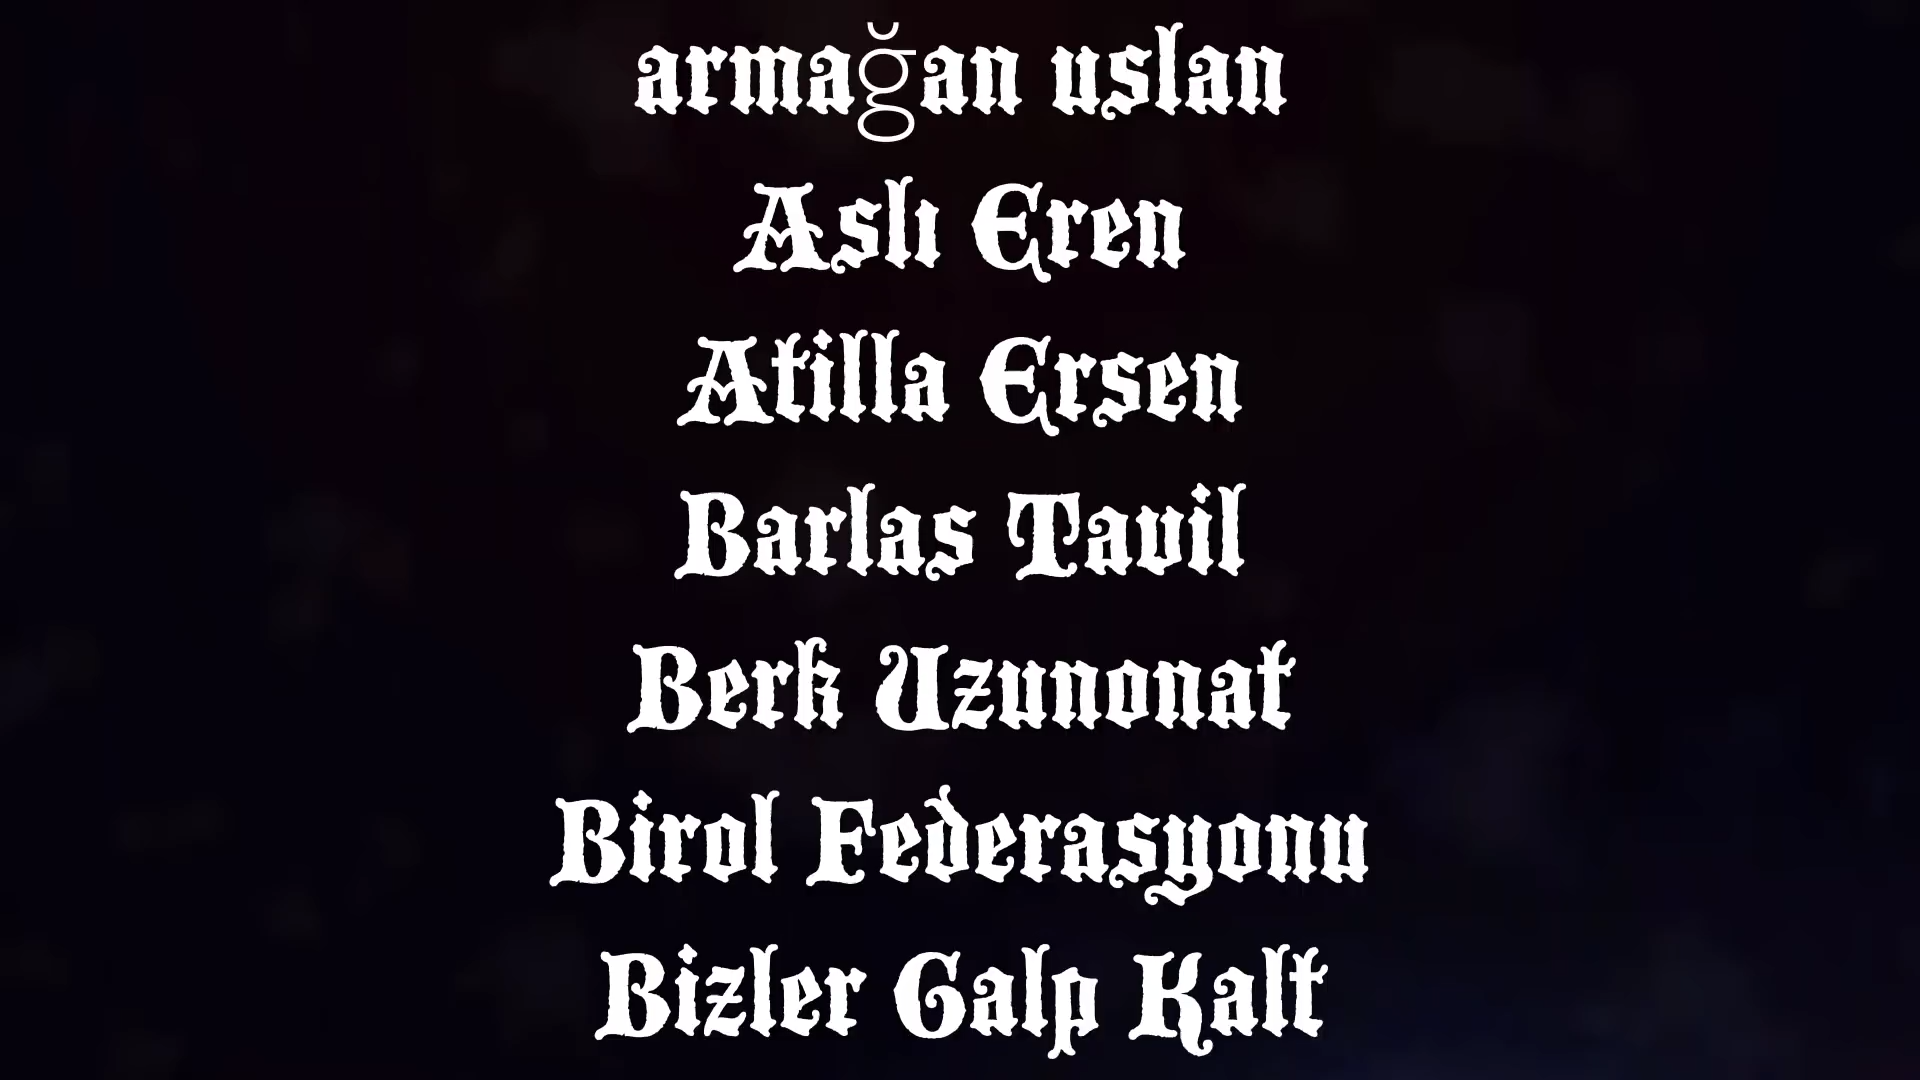 armağan uslan
Aslı Eren
Atilla Ersen
Barlas Tavil
Berk Uzunonat
Birol Federasyonu
Bizler Galp Kalt